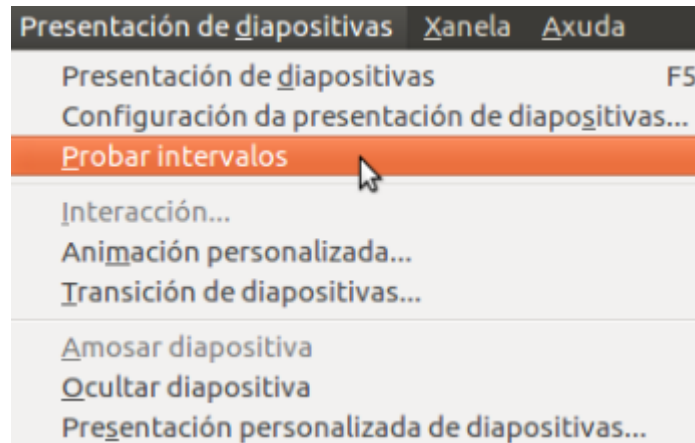 Presentación de diapositivas Xanela Axuda
Presentación de diapositivas F5
Configuración da presentación de diapositivas...
Probar intervalos
Interacción...
Animación personalizada...
Transición de diapositivas...
Amosar diapositiva
Ocultar diapositiva
Presentación personalizada de diapositivas...